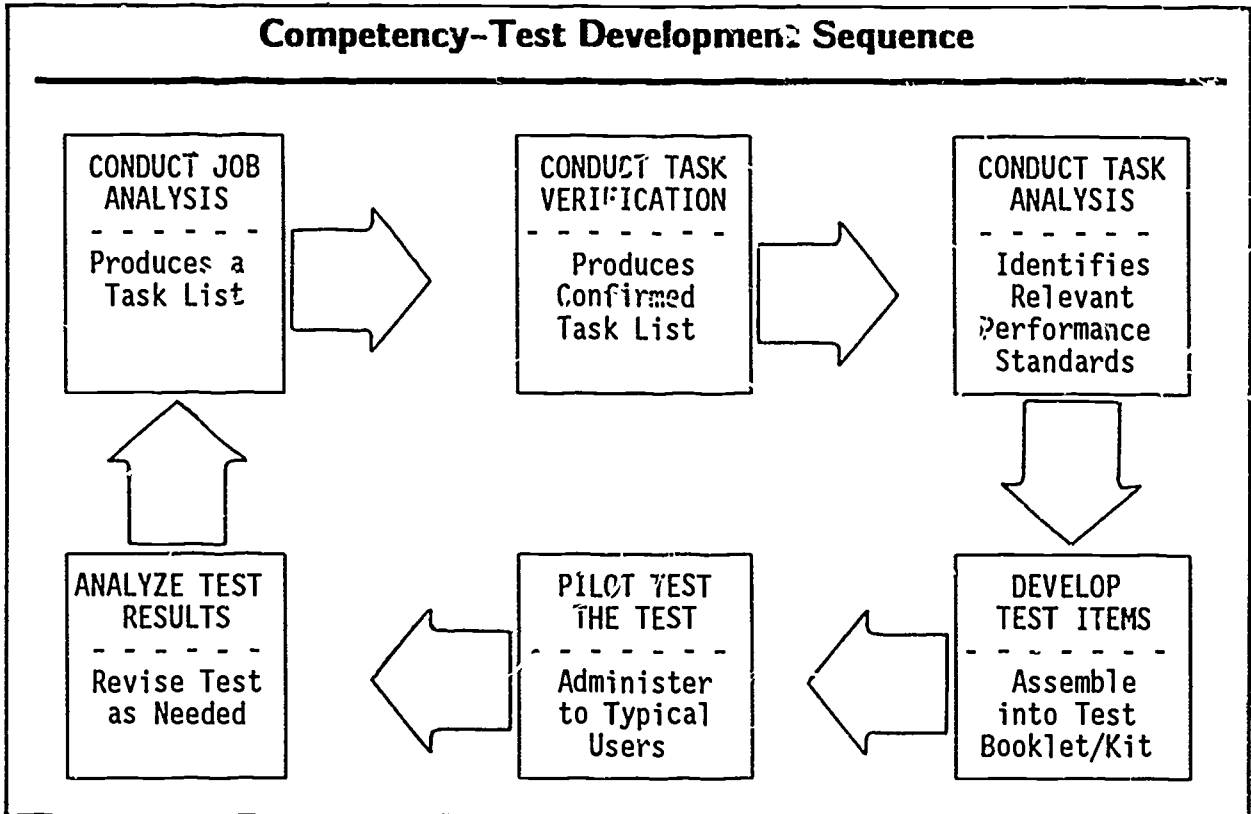 Competency-Test Development Sequence
CONDUCT JOB
ANALYSIS
- - - - - -
Produces a
Task List
CONDUCT TASK
VERIFICATION
- - - - - - -
Produces
Confirmed
Task List
CONDUCT TASK
ANALYSIS
- - - - - -
Identifies
Relevant
Performance
Standards
DEVELOP
TEST ITEMS
- - - - - - -
Assemble
into Test
Booklet/Kit
PILOT TEST
THE TEST
- - - - - - -
Administer
to Typical
Users
ANALYZE TEST
RESULTS
- - - - - -
Revise Test
as Needed